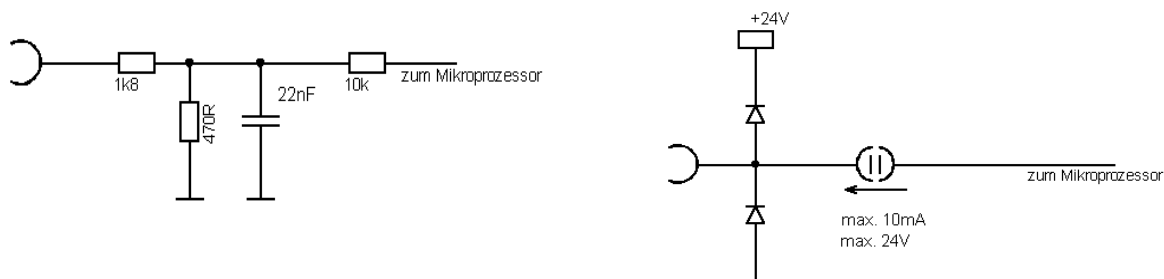 1k8
470R
22nF
10k
zum Mikroprozessor
+24V
zum Mikroprozessor
max. 10mA
max. 24V